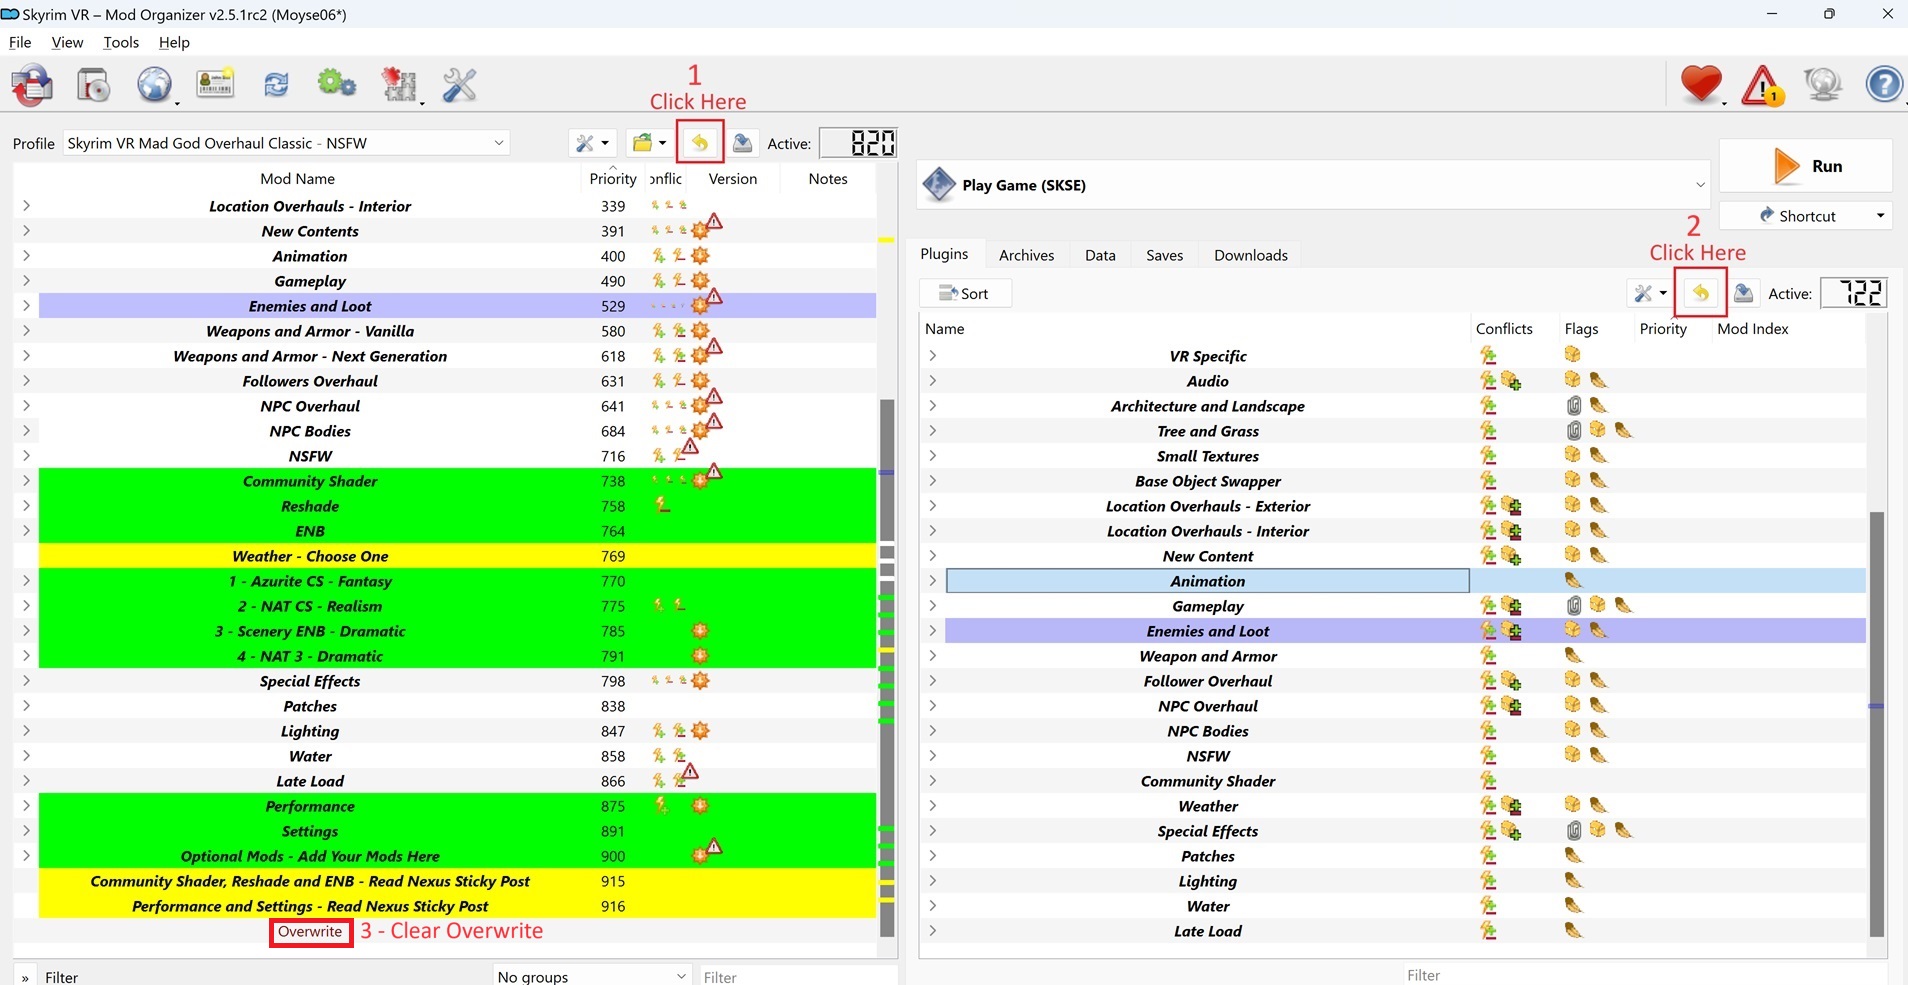 Skyrim VR – Mod Organizer v2.5.1rc2 (Moyse06*)
File View Tools Help
1
Click Here
1
Profile Skyrim VR Mad God Overhaul Classic - NSFW Active: 820
Mod Name Priority onflic Version Notes
Location Overhauls - Interior 339
New Contents 391
Animation 400
Gameplay 490
Enemies and Loot 529
Weapons and Armor - Vanilla 580
Weapons and Armor - Next Generation 618
Followers Overhaul 631
NPC Overhaul 641
NPC Bodies 684
NSFW 716
Community Shader 738
Reshade 758
ENB 764
Weather - Choose One 769
1 - Azurite CS - Fantasy 770
2 - NAT CS - Realism 775
3 - Scenery ENB - Dramatic 785
4 - NAT 3 - Dramatic 791
Special Effects 798
Patches 838
Lighting 847
Water 858
Late Load 866
Performance 875
Settings 891
Optional Mods - Add Your Mods Here 900
Community Shader, Reshade and ENB - Read Nexus Sticky Post 915
Performance and Settings - Read Nexus Sticky Post 916
Overwrite 3 - Clear Overwrite
» Filter No groups Filter
Play Game (SKSE)
Run
Shortcut
2
Click Here
Plugins Archives Data Saves Downloads
Sort Active: 722
Name Conflicts Flags Priority Mod Index
VR Specific
Audio
Architecture and Landscape
Tree and Grass
Small Textures
Base Object Swapper
Location Overhauls - Exterior
Location Overhauls - Interior
New Content
Animation
Gameplay
Enemies and Loot
Weapon and Armor
Follower Overhaul
NPC Overhaul
NPC Bodies
NSFW
Community Shader
Weather
Special Effects
Patches
Lighting
Water
Late Load
Filter